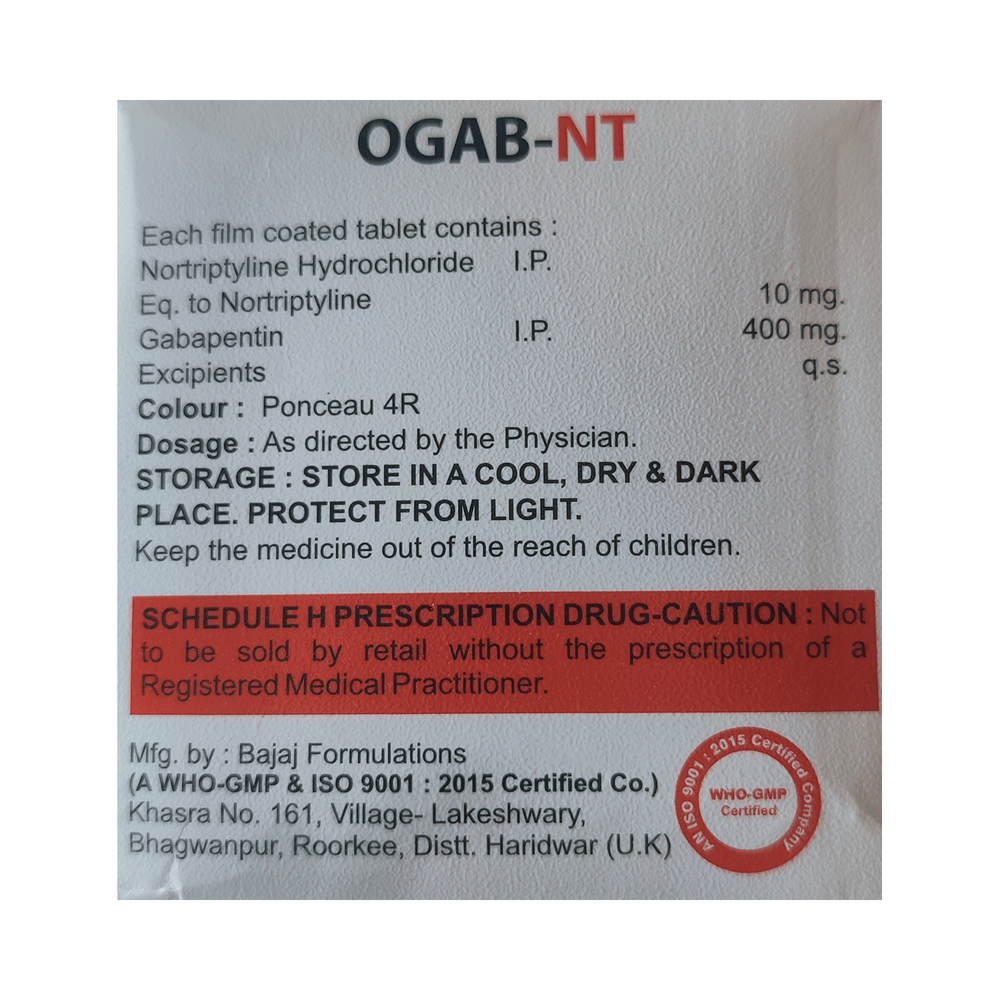 OGAB-NT
Each film coated tablet contains :
Nortriptyline Hydrochloride I.P.
Eq. to Nortriptyline 10 mg.
Gabapentin I.P. 400 mg.
Excipients q.s.
Colour : Ponceau 4R
Dosage : As directed by the Physician.
STORAGE : STORE IN A COOL, DRY & DARK
PLACE. PROTECT FROM LIGHT.
Keep the medicine out of the reach of children.
SCHEDULE H PRESCRIPTION DRUG-CAUTION : Not
to be sold by retail without the prescription of a
Registered Medical Practitioner.
Mfg. by : Bajaj Formulations
(A WHO-GMP & ISO 9001 : 2015 Certified Co.)
Khasra No. 161, Village- Lakeshwary,
Bhagwanpur, Roorkee, Distt. Haridwar (U.K)
AN ISO 9001 : 2015 Certified Company
WHO-GMP
Certified